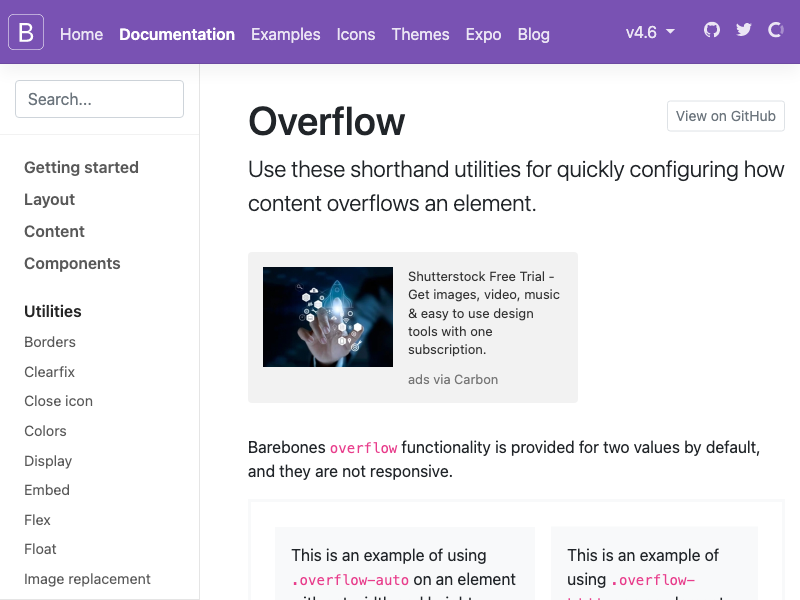 B Home Documentation Examples Icons Themes Expo Blog v4.6
Search...
Getting started
Layout
Content
Components
Utilities
Borders
Clearfix
Close icon
Colors
Display
Embed
Flex
Float
Image replacement
Overflow
View on GitHub
Use these shorthand utilities for quickly configuring how
content overflows an element.
Shutterstock Free Trial -
Get images, video, music
& easy to use design
tools with one
subscription.
ads via Carbon
Barebones overflow functionality is provided for two values by default,
and they are not responsive.
This is an example of using
.overflow-auto on an element
This is an example of
using .overflow-